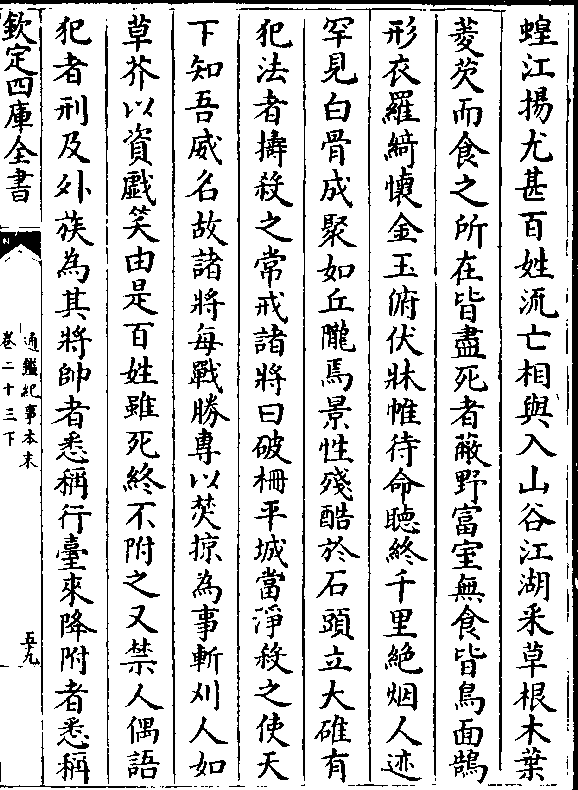 蝗江揚尤甚百姓流亡相與入山谷江湖采草根木葉
菱芡而食之所在皆盡死者蔽野富室無食皆鳥面鵠
形衣羅綺懷金玉俯伏牀帷待命聽終千里絶烟人迹
罕見白骨成聚如丘隴焉景性殘酷於石頭立大碓有
犯法者擣殺之常戒諸將曰破柵平城當淨殺之使天
下知吾威名故諸將每戰勝專以焚掠為事斬刈人如
草芥以資戲笑由是百姓雖死終不附之又禁人偶語
犯者刑及外族為其將帥者悉稱行臺來降附者悉稱
欽定四庫全書
通鑑紀事本末
卷二十三下
五九